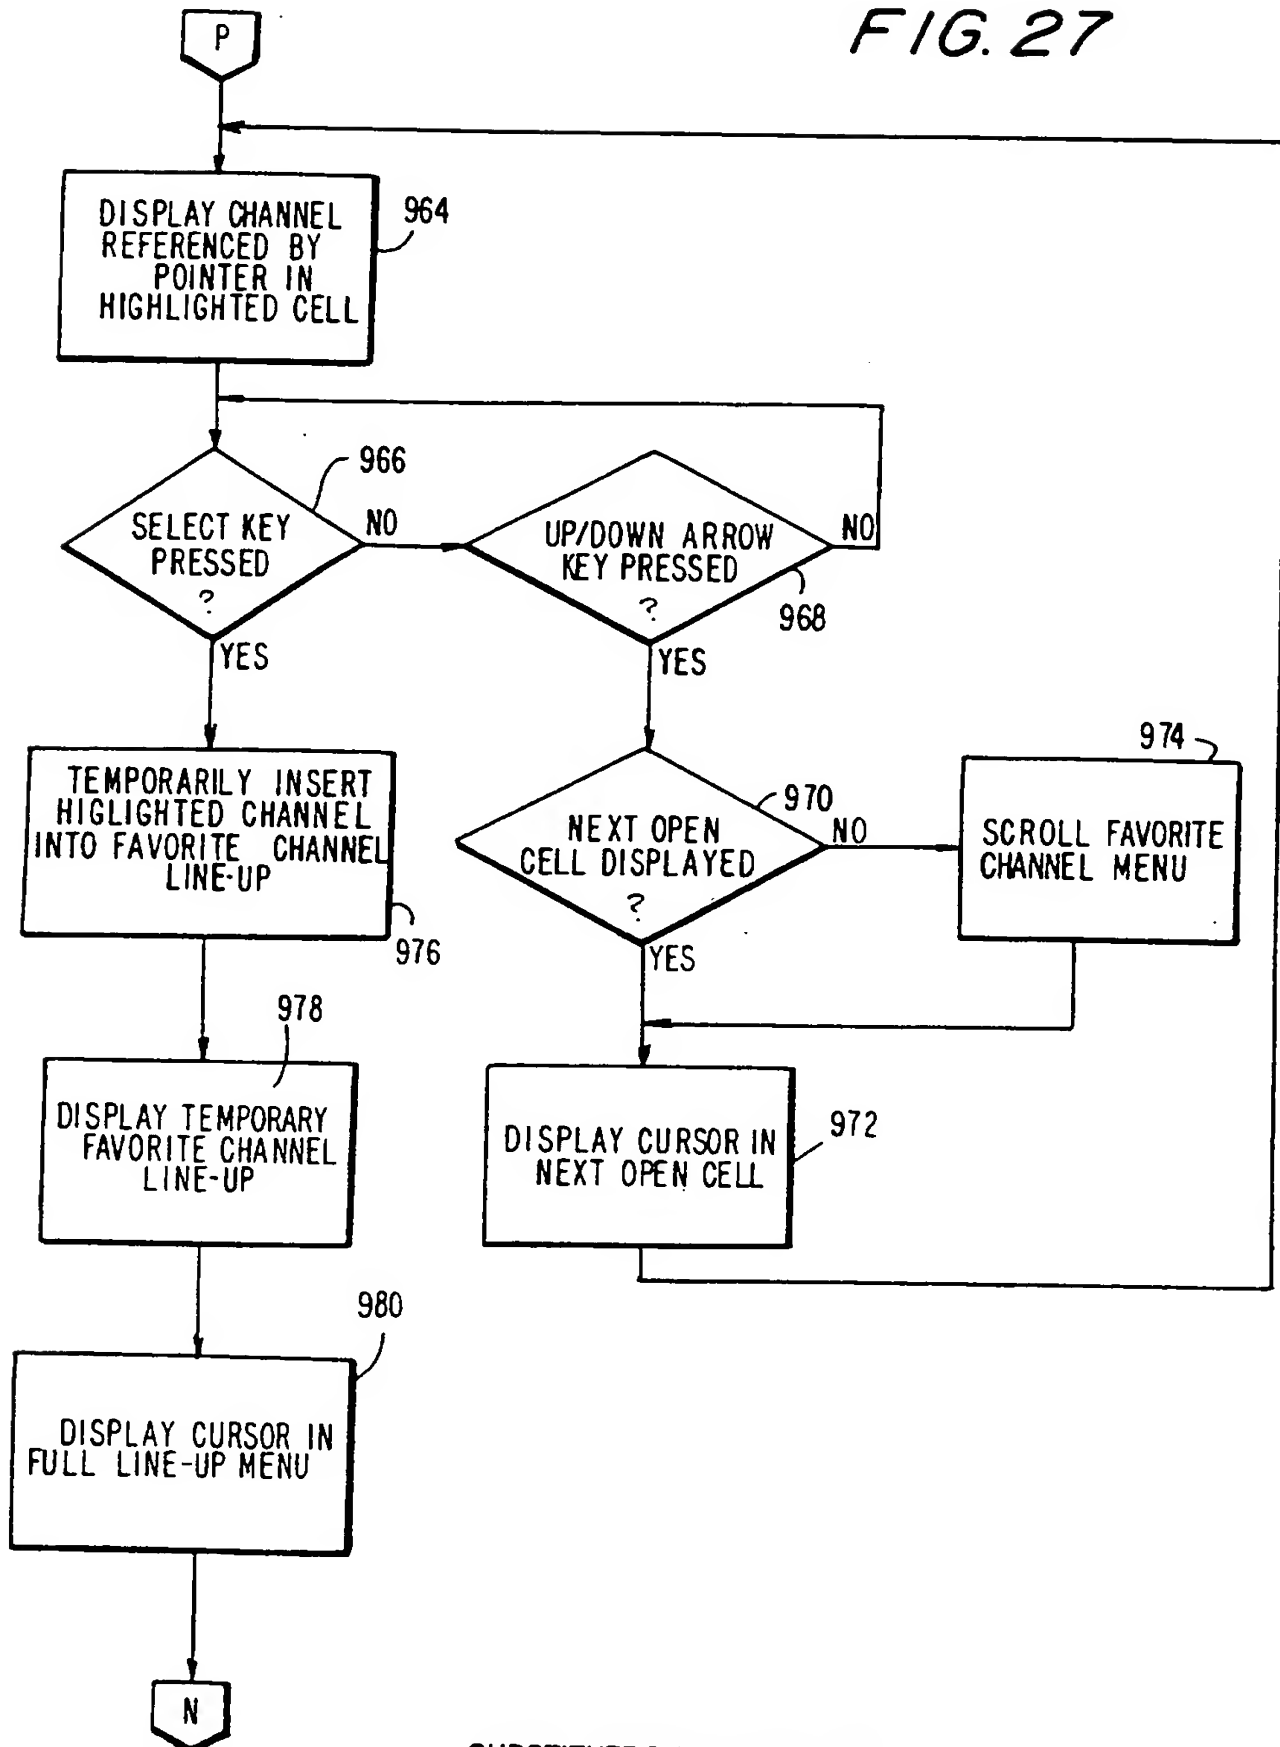 P
FIG. 27
DISPLAY CHANNEL
REFERENCED BY
POINTER IN
HIGHLIGHTED CELL
964
SELECT KEY
PRESSED
?
966
NO
YES
UP/DOWN ARROW
KEY PRESSED
?
968
NO
YES
TEMPORARILY INSERT
HIGLIGHTED CHANNEL
INTO FAVORITE CHANNEL
LINE-UP
976
NEXT OPEN
CELL DISPLAYED
?
970
NO
YES
974
SCROLL FAVORITE
CHANNEL MENU
978
DISPLAY TEMPORARY
FAVORITE CHANNEL
LINE-UP
DISPLAY CURSOR IN
NEXT OPEN CELL
972
980
DISPLAY CURSOR IN
FULL LINE-UP MENU
N